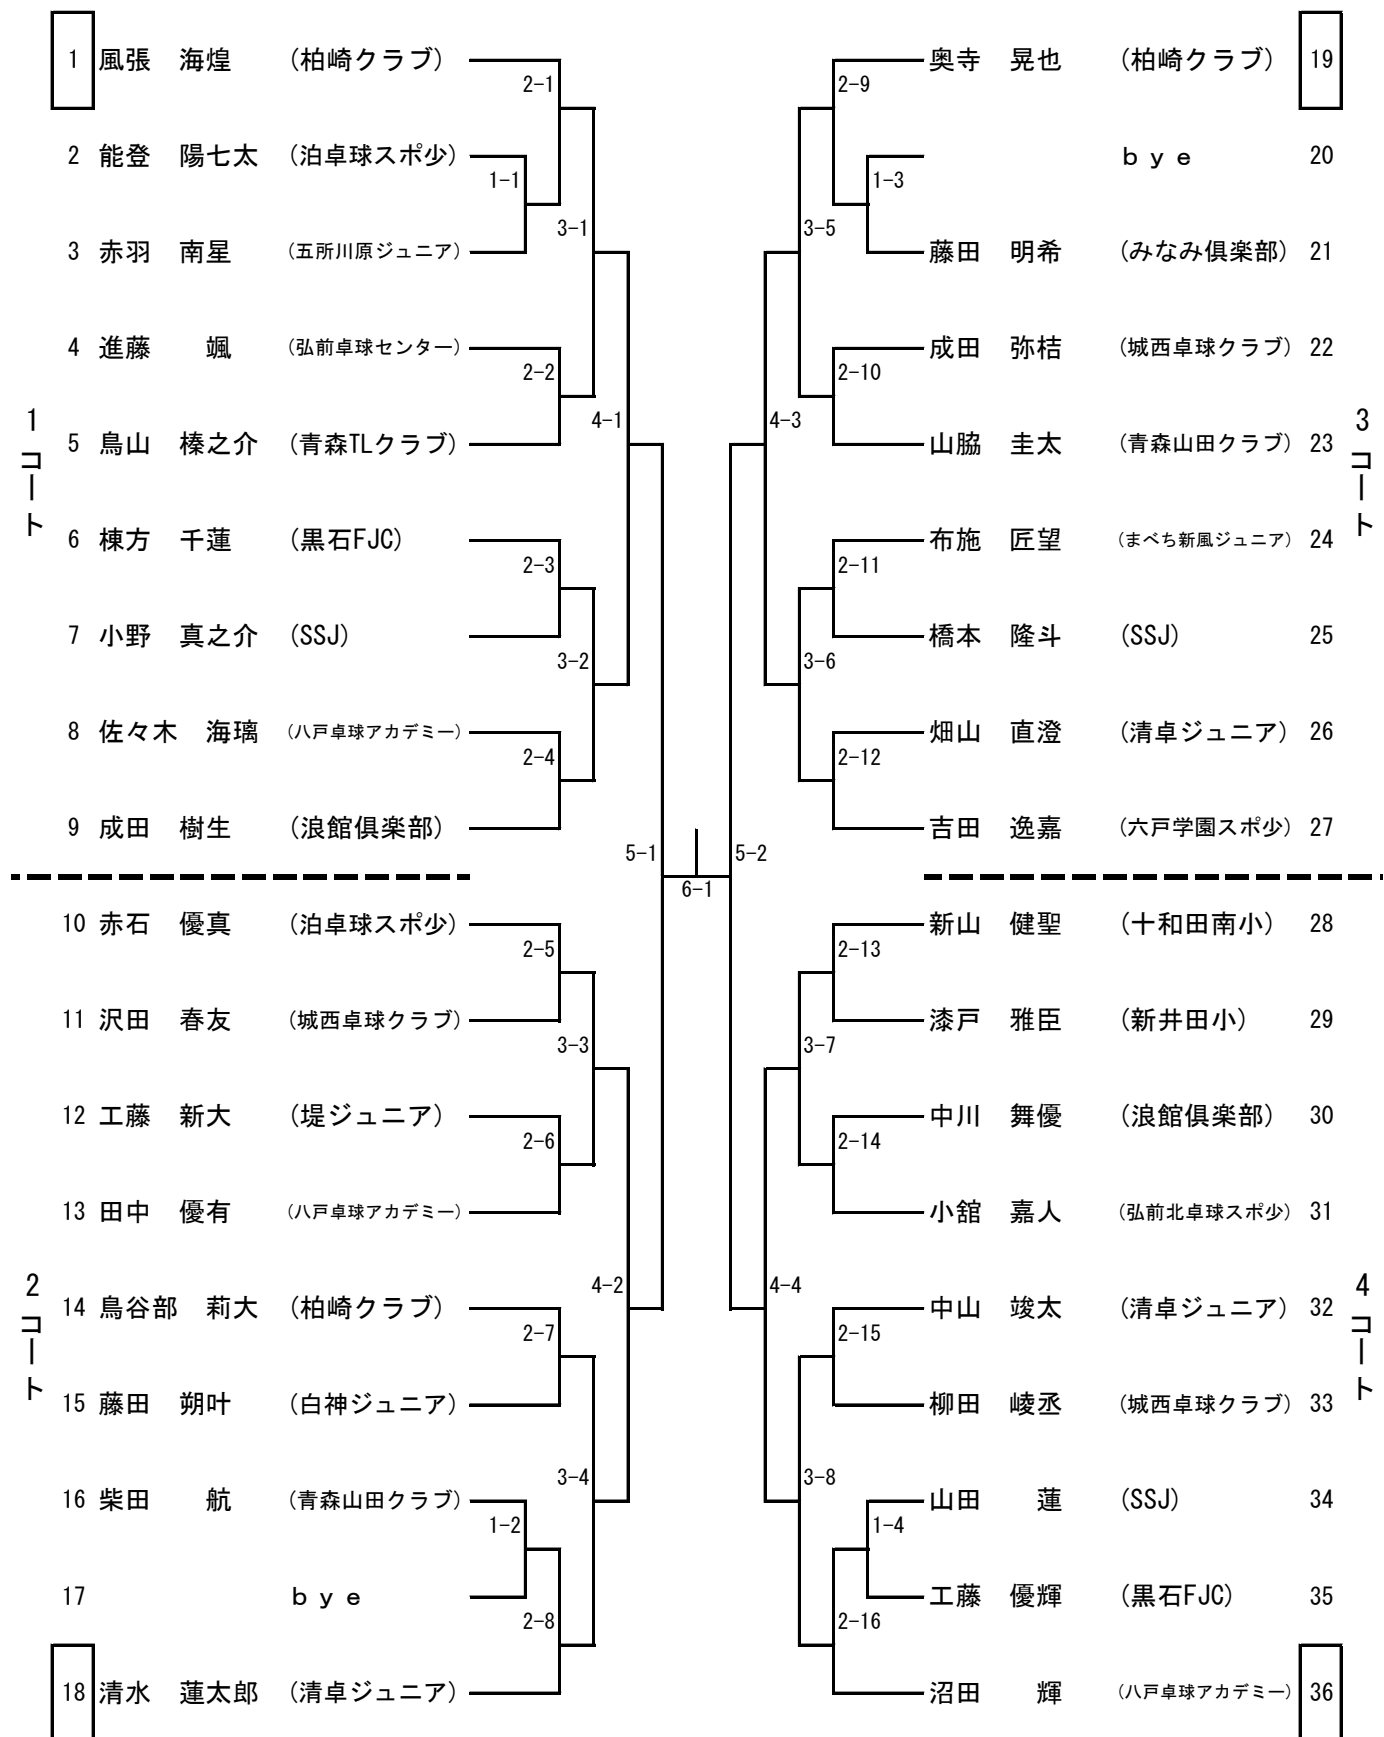 1 風張 海煌 (柏崎クラブ)
2 能登 陽七太 (泊卓球スポ少)
3 赤羽 南星 (五所川原ジュニア)
4 進藤 颯 (弘前卓球センター)
5 鳥山 榛之介 (青森TLクラブ)
6 棟方 千蓮 (黒石FJC)
7 小野 真之介 (SSJ)
8 佐々木 海璃 (八戸卓球アカデミー)
9 成田 樹生 (浪館俱楽部)
1コート
10 赤石 優真 (泊卓球スポ少)
11 沢田 春友 (城西卓球クラブ)
12 工藤 新大 (堤ジュニア)
13 田中 優有 (八戸卓球アカデミー)
14 鳥谷部 莉大 (柏崎クラブ)
15 藤田 朔叶 (白神ジュニア)
16 柴田 航 (青森山田クラブ)
17 bye
18 清水 蓮太郎 (清卓ジュニア)
2コート
1-1
1-2
2-1
2-2
2-3
2-4
2-5
2-6
2-7
2-8
3-1
3-2
3-3
3-4
4-1
4-2
5-1
6-1
5-2
4-3
4-4
3-5
3-6
3-7
3-8
2-9
2-10
2-11
2-12
2-13
2-14
2-15
2-16
1-3
1-4
奥寺 晃也 (柏崎クラブ) 19
bye 20
藤田 明希 (みなみ俱楽部) 21
成田 弥桔 (城西卓球クラブ) 22
山脇 圭太 (青森山田クラブ) 23
布施 匠望 (まべち新風ジュニア) 24
橋本 隆斗 (SSJ) 25
畑山 直澄 (清卓ジュニア) 26
吉田 逸嘉 (六戸学園スポ少) 27
3コート
新山 健聖 (十和田南小) 28
漆戸 雅臣 (新井田小) 29
中川 舞優 (浪館俱楽部) 30
小舘 嘉人 (弘前北卓球スポ少) 31
中山 竣太 (清卓ジュニア) 32
柳田 崚丞 (城西卓球クラブ) 33
山田 蓮 (SSJ) 34
工藤 優輝 (黒石FJC) 35
沼田 輝 (八戸卓球アカデミー) 36
4コート